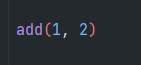 add(1, 2)